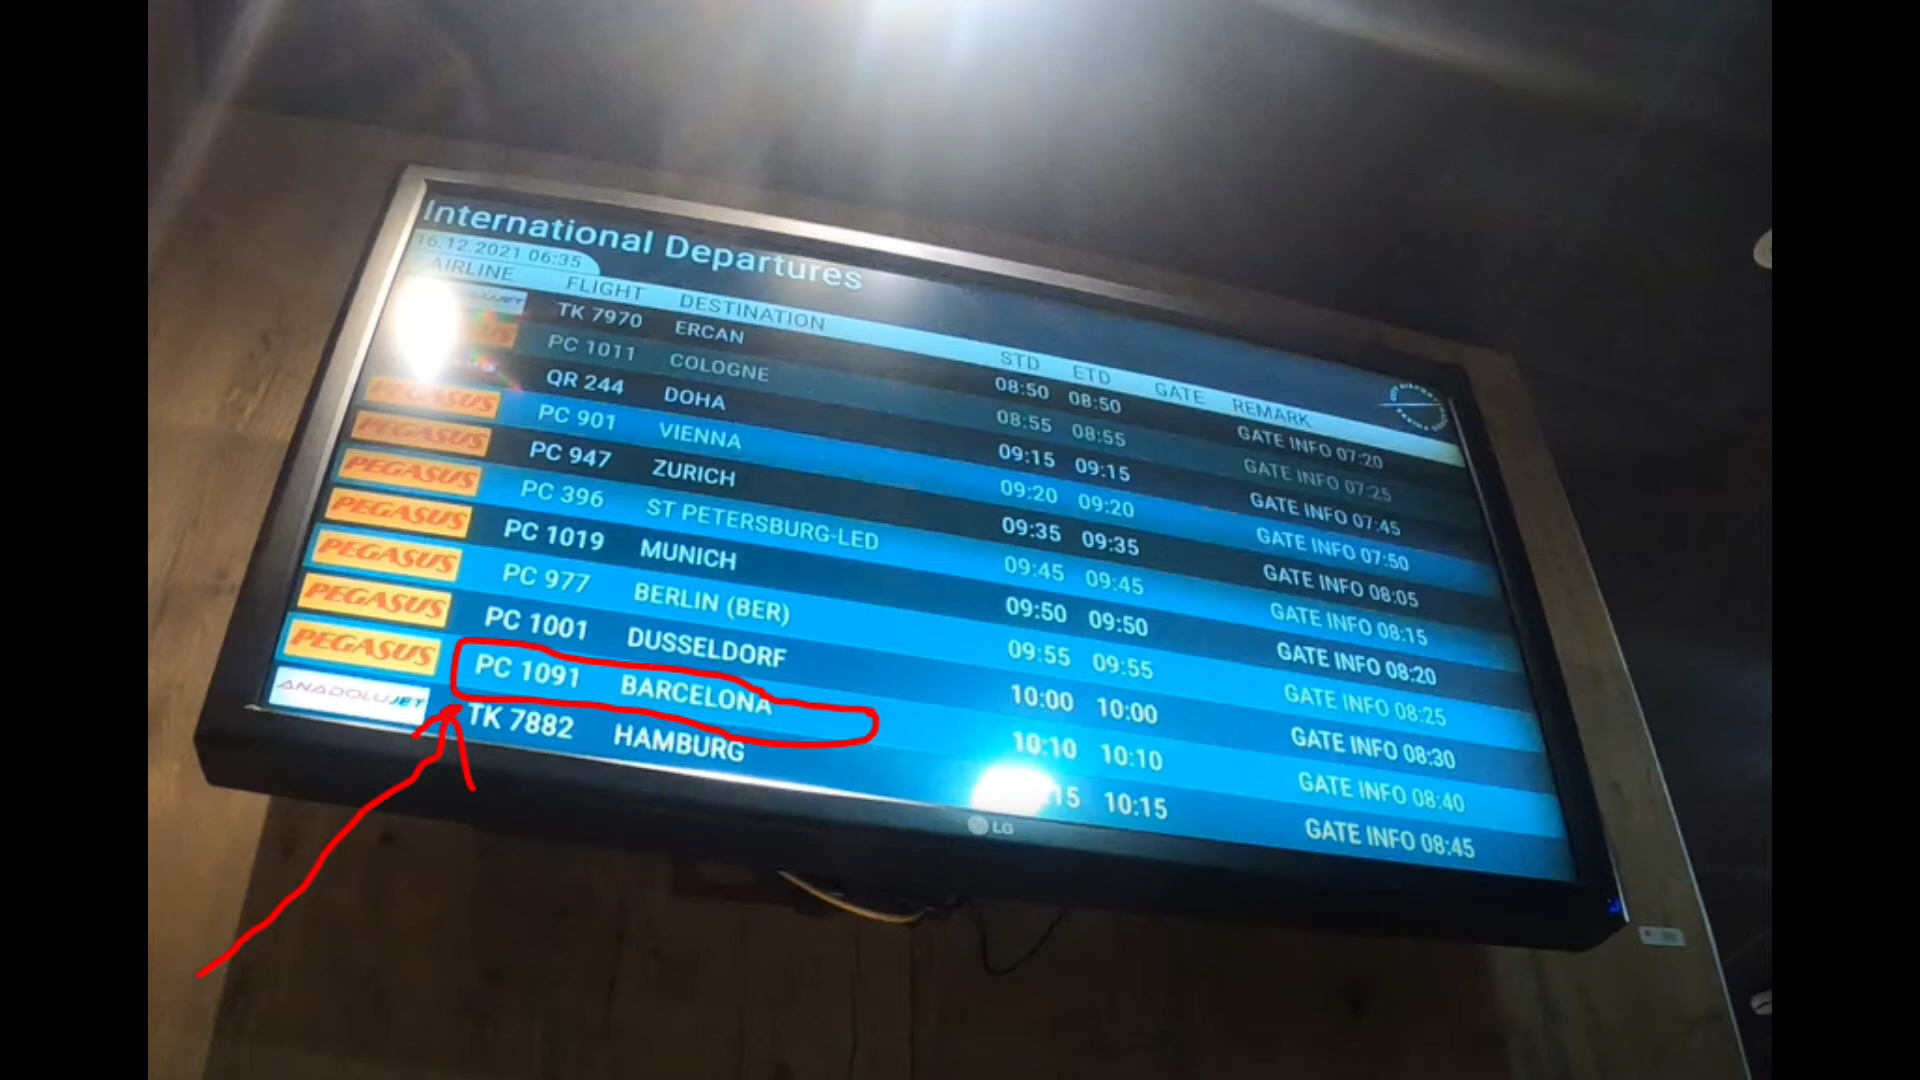 International Departures
16.12.2021 06:35
AIRLINE FLIGHT DESTINATION STD ETD GATE REMARK
TK 7970 ERCAN 08:50 08:50 GATE INFO 07:20
PC 1011 COLOGNE 08:55 08:55 GATE INFO 07:25
QR 244 DOHA 09:15 09:15 GATE INFO 07:45
PEGASUS PC 901 VIENNA 09:20 09:20 GATE INFO 07:50
PEGASUS PC 947 ZURICH 09:35 09:35 GATE INFO 08:05
PEGASUS PC 396 ST PETERSBURG-LED 09:45 09:45 GATE INFO 08:15
PEGASUS PC 1019 MUNICH 09:50 09:50 GATE INFO 08:20
PEGASUS PC 977 BERLIN (BER) 09:55 09:55 GATE INFO 08:25
PEGASUS PC 1001 DUSSELDORF 10:00 10:00 GATE INFO 08:30
PEGASUS PC 1091 BARCELONA 10:10 10:10 GATE INFO 08:40
ANADOLUJET TK 7882 HAMBURG 10:15 GATE INFO 08:45
LG